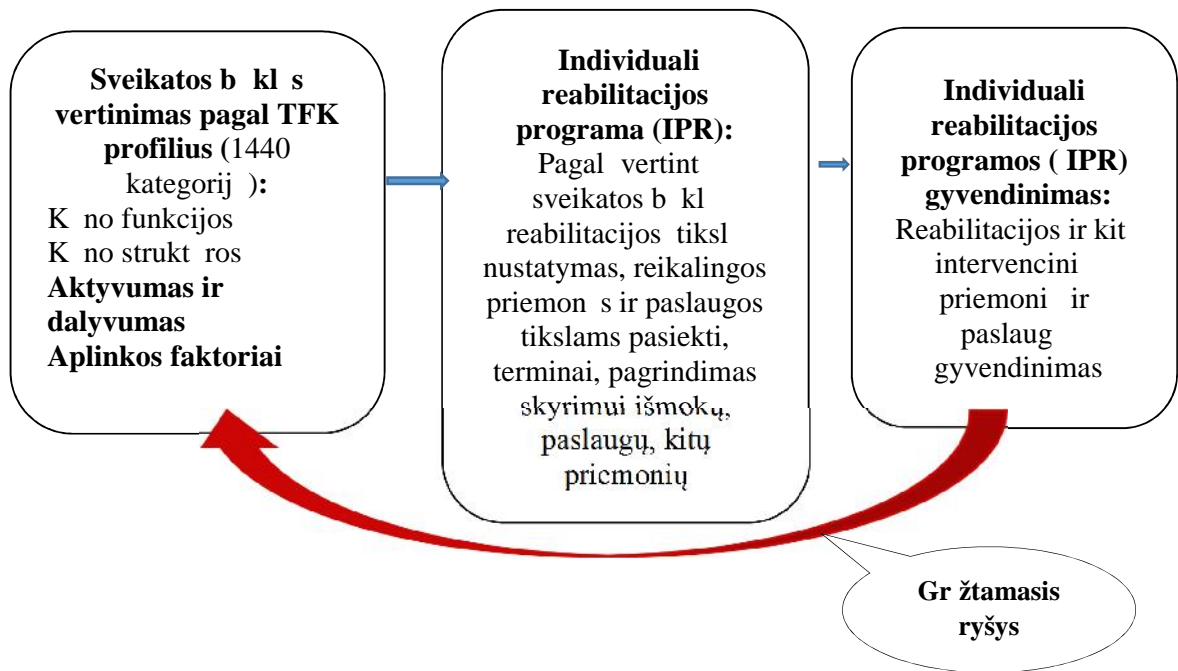 Sveikatos b kl s
vertinimas pagal TFK
profilius (1440
kategorij ):
K no funkcijos
K no strukt ros
Aktyvumas ir
dalyvumas
Aplinkos faktoriai
Individuali
reabilitacijos
programa (IPR):
Pagal vertint
sveikatos b kl
reabilitacijos tiksl
nustatymas, reikalingos
priemon s ir paslaugos
tikslams pasiekti,
terminai, pagrindimas
skyrimui išmokų,
paslaugų, kitų
priemonių
Individuali
reabilitacijos
programos ( IPR)
gyvendinimas:
Reabilitacijos ir kit
intervencini
priemoni ir
paslaug
gyvendinimas
Gr žtamasis
ryšys